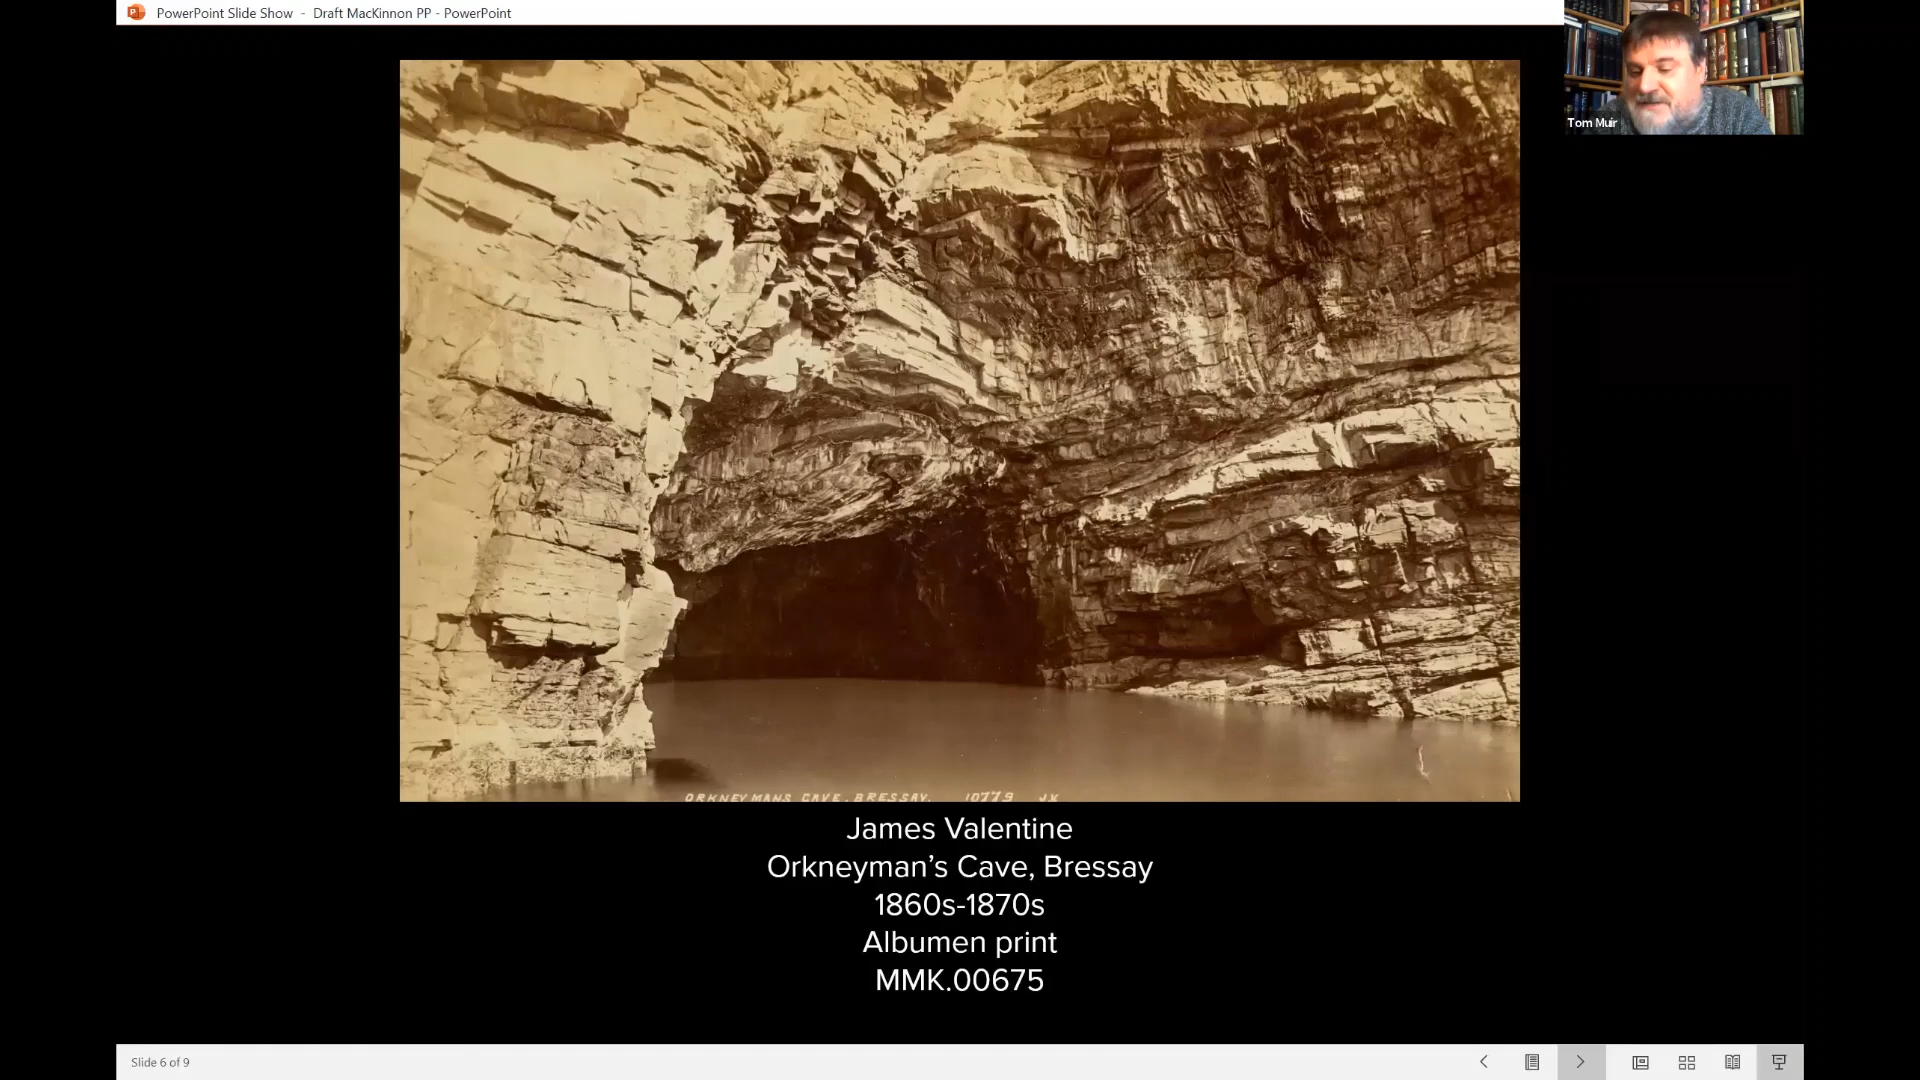 PowerPoint Slide Show - Draft MacKinnon PP - PowerPoint
Tom Muir
ORKNEYMANS CAVE, BRESSAY. 10779 JV
James Valentine
Orkneyman’s Cave, Bressay
1860s-1870s
Albumen print
MMK.00675
Slide 6 of 9